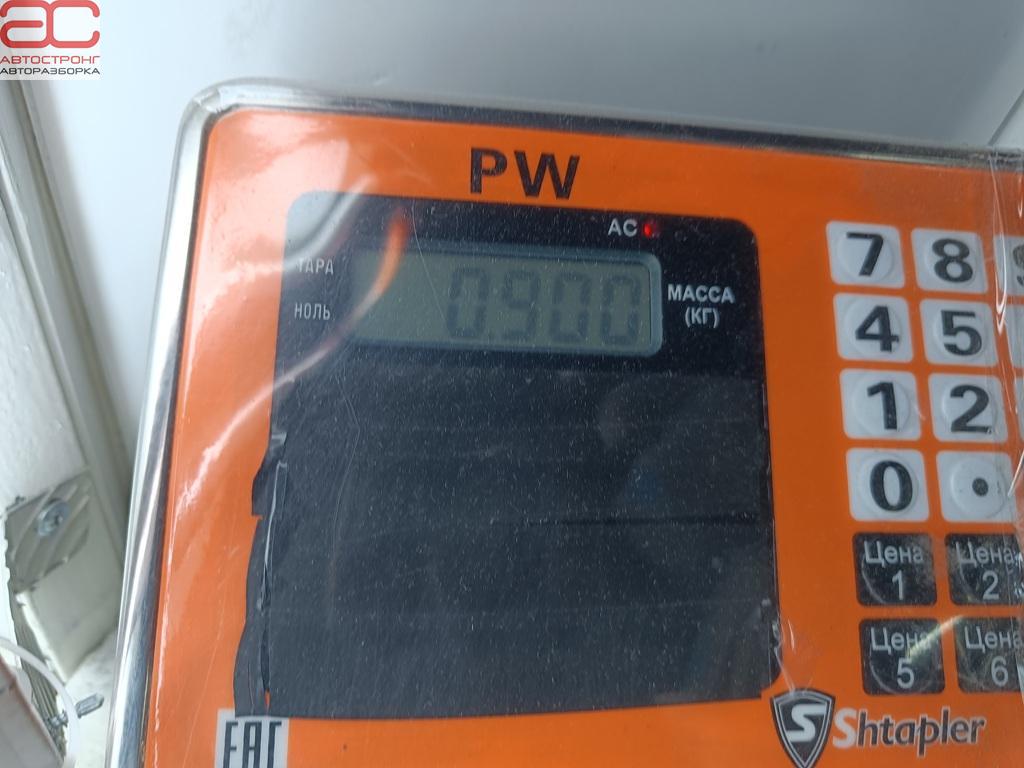 АС
АВТОСТРОНГ
АВТОРАЗБОРКА
PW
AC
ТАРА
НОЛЬ
0.900
МАССА
(КГ)
7 8
4 5
1 2
0 .
Цена 1
Цена 2
Цена 5
Цена 6
EAC
S Shtapler